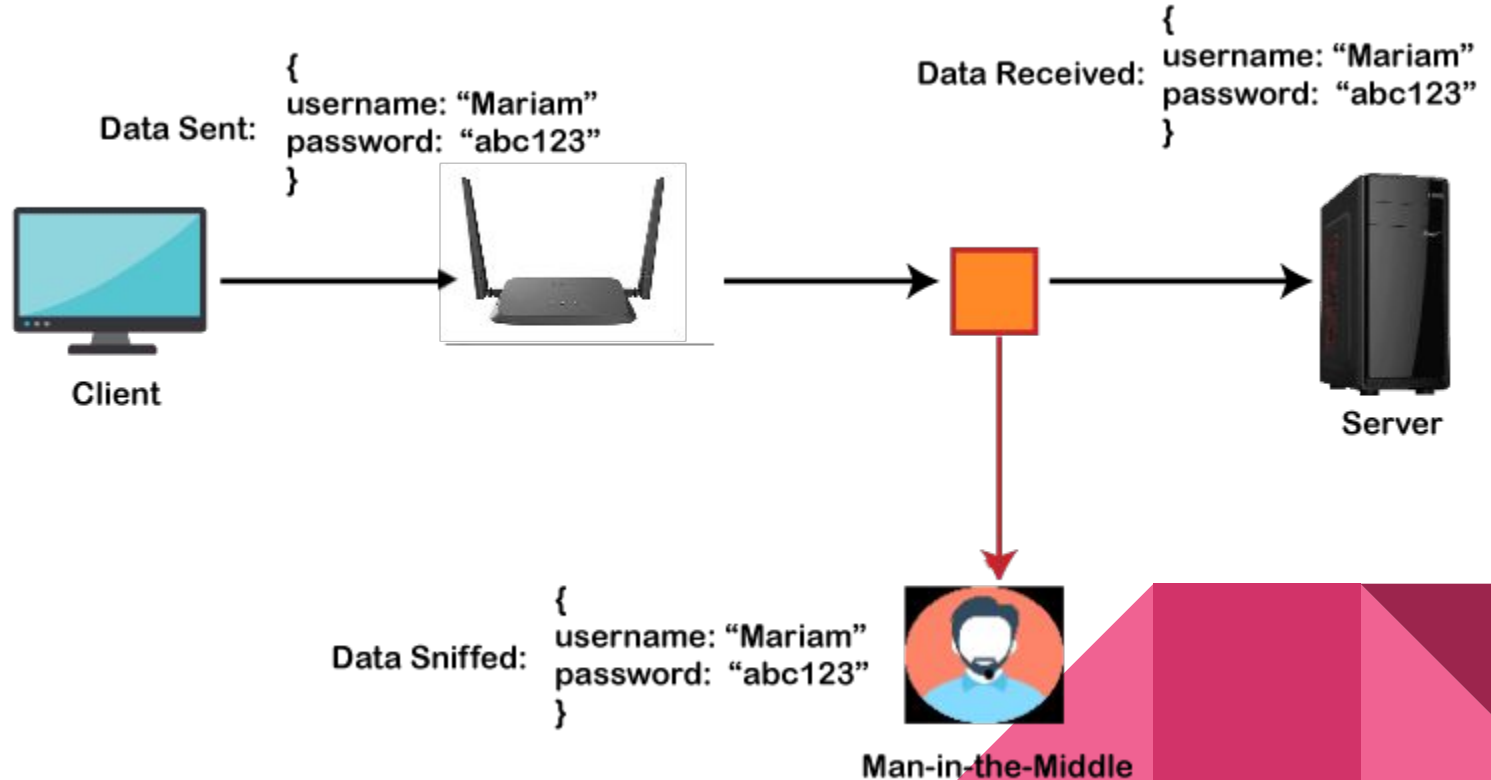 Data Sent:
{
username: “Mariam”
password: “abc123”
}
Data Received:
{
username: “Mariam”
password: “abc123”
}
Client
Server
Data Sniffed:
{
username: “Mariam”
password: “abc123”
}
Man-in-the-Middle